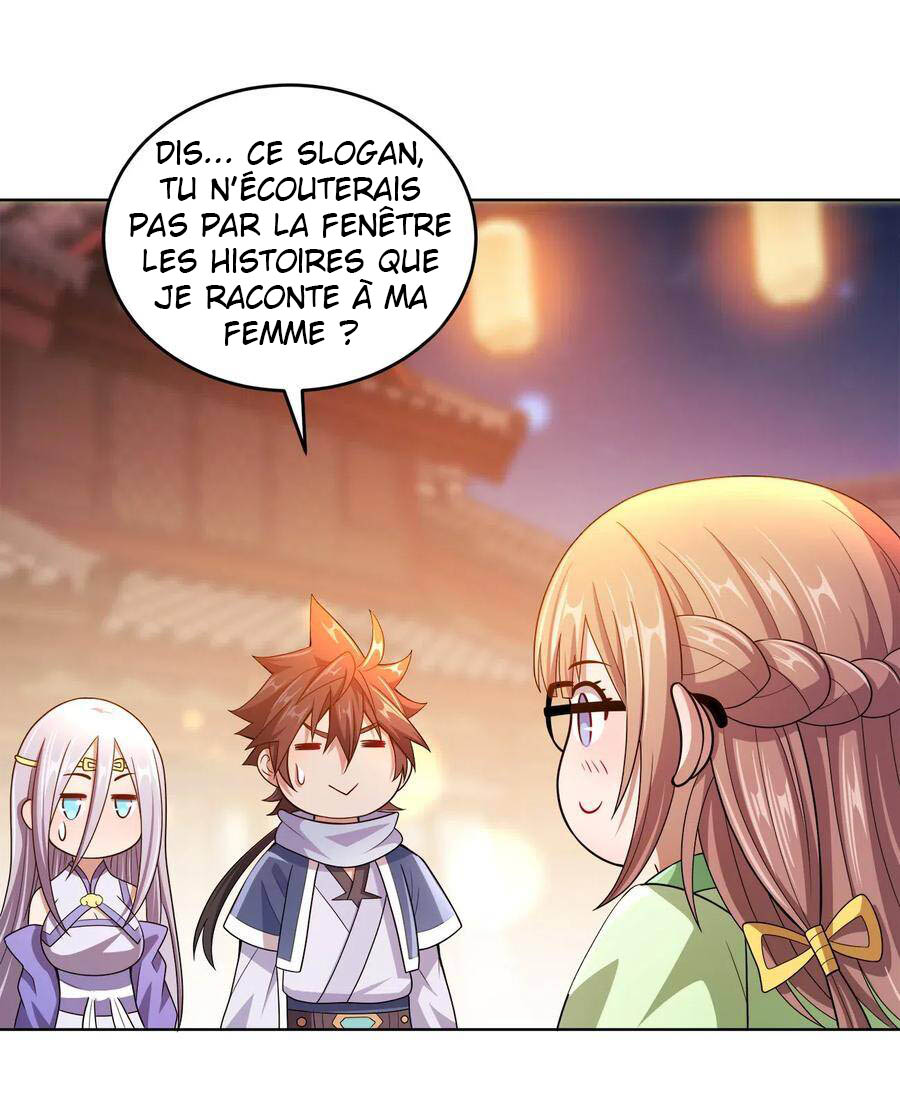 DIS... CE SLOGAN,
TU N'ÉCOUTERAIS
PAS PAR LA FENÊTRE
LES HISTOIRES QUE
JE RACONTE À MA
FEMME ?